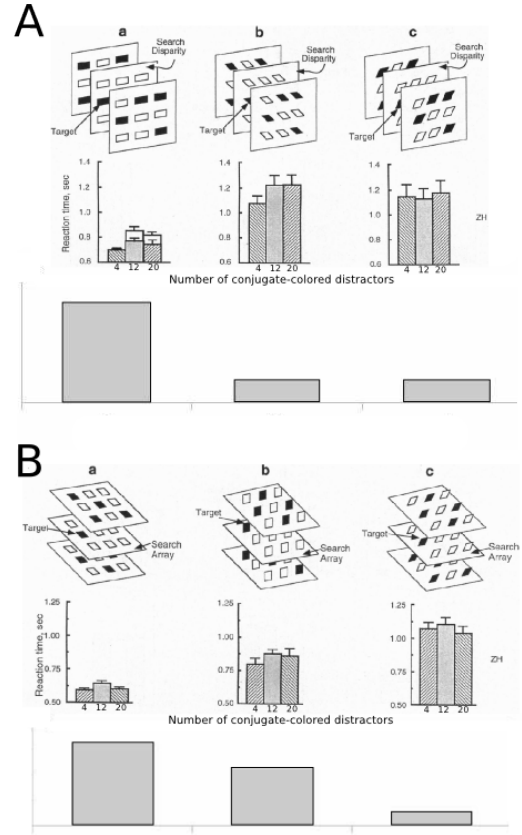 A
a
b
c
Search
Disparity
Search
Disparity
Search
Disparity
Target
Target
Target
Reaction time, sec
1.4
1.2
1.0
0.8
0.6
4 12 20
1.4
1.2
1.0
0.8
0.6
4 12 20
1.4
1.2
1.0
0.8
0.6
4 12 20
ZH
Number of conjugate-colored distractors
B
a
b
c
Target
Search
Array
Target
Search
Array
Target
Search
Array
Reaction time, sec
1.25
1.00
0.75
0.50
4 12 20
1.25
1.00
0.75
0.50
4 12 20
1.25
1.00
0.75
0.50
4 12 20
ZH
Number of conjugate-colored distractors